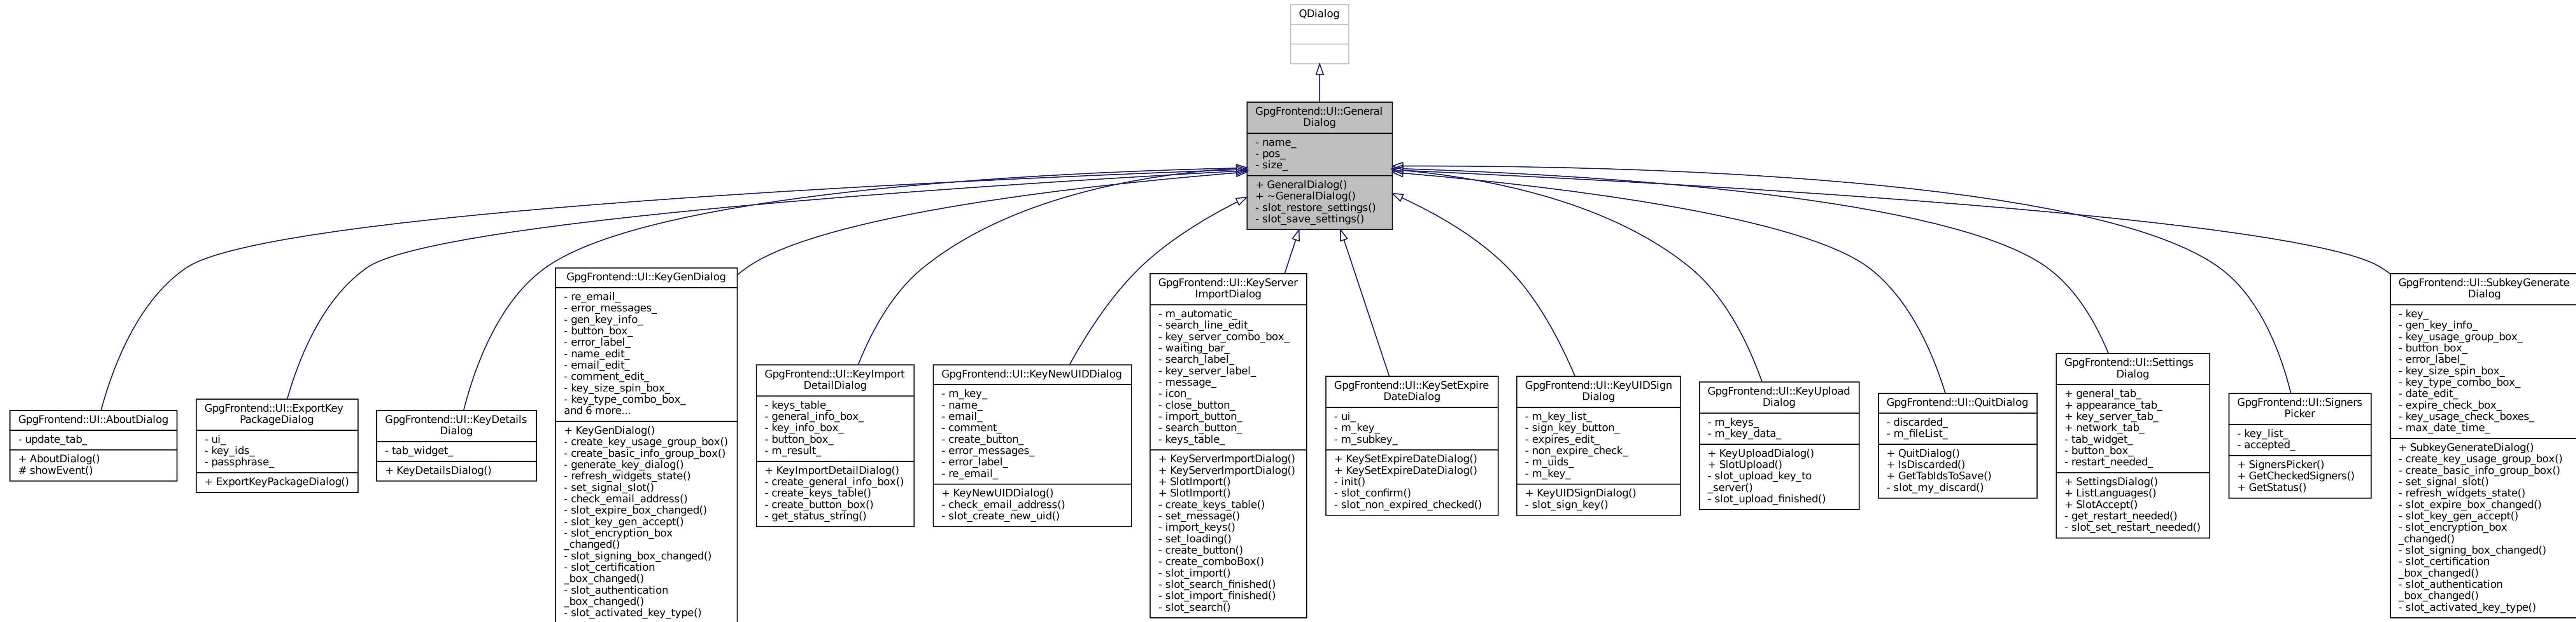 QDialog
GpgFrontend::UI::General
Dialog
- name_
- pos_
- size_
+ GeneralDialog()
+ ~GeneralDialog()
- slot_restore_settings()
- slot_save_settings()
GpgFrontend::UI::AboutDialog
- update_tab_
+ AboutDialog()
# showEvent()
GpgFrontend::UI::ExportKey
PackageDialog
- ui_
- key_ids_
- passphrase_
+ ExportKeyPackageDialog()
GpgFrontend::UI::KeyDetails
Dialog
- tab_widget_
+ KeyDetailsDialog()
GpgFrontend::UI::KeyGenDialog
- re_email_
- error_messages_
- gen_key_info_
- button_box_
- error_label_
- name_edit_
- email_edit_
- comment_edit_
- key_size_spin_box_
- key_type_combo_box_
and 6 more...
+ KeyGenDialog()
- create_key_usage_group_box()
- create_basic_info_group_box()
- generate_key_dialog()
- refresh_widgets_state()
- set_signal_slot()
- check_email_address()
- slot_expire_box_changed()
- slot_key_gen_accept()
- slot_encryption_box
_changed()
- slot_signing_box_changed()
- slot_certification
_box_changed()
- slot_authentication
_box_changed()
- slot_activated_key_type()
GpgFrontend::UI::KeyImport
DetailDialog
- keys_table_
- general_info_box_
- key_info_box_
- button_box_
- m_result_
+ KeyImportDetailDialog()
- create_general_info_box()
- create_keys_table()
- create_button_box()
- get_status_string()
GpgFrontend::UI::KeyNewUIDDialog
- m_key_
- name_
- email_
- comment_
- create_button_
- error_messages_
- error_label_
- re_email_
+ KeyNewUIDDialog()
- check_email_address()
- slot_create_new_uid()
GpgFrontend::UI::KeyServer
ImportDialog
- m_automatic_
- search_line_edit_
- key_server_combo_box_
- waiting_bar_
- search_label_
- key_server_label_
- message_
- icon_
- close_button_
- import_button_
- search_button_
- keys_table_
+ KeyServerImportDialog()
+ KeyServerImportDialog()
+ SlotImport()
+ SlotImport()
- create_keys_table()
- set_message()
- import_keys()
- set_loading()
- create_button()
- create_comboBox()
- slot_import()
- slot_search_finished()
- slot_import_finished()
- slot_search()
GpgFrontend::UI::KeySetExpire
DateDialog
- ui_
- m_key_
- m_subkey_
+ KeySetExpireDateDialog()
+ KeySetExpireDateDialog()
- init()
- slot_confirm()
- slot_non_expired_checked()
GpgFrontend::UI::KeyUIDSign
Dialog
- m_key_list_
- sign_key_button_
- expires_edit_
- non_expire_check_
- m_uids_
- m_key_
+ KeyUIDSignDialog()
- slot_sign_key()
GpgFrontend::UI::KeyUpload
Dialog
- m_keys_
- m_key_data_
+ KeyUploadDialog()
+ SlotUpload()
- slot_upload_key_to
_server()
- slot_upload_finished()
GpgFrontend::UI::QuitDialog
- discarded_
- m_fileList_
+ QuitDialog()
+ IsDiscarded()
+ GetTabIdsToSave()
- slot_my_discard()
GpgFrontend::UI::Settings
Dialog
+ general_tab_
+ appearance_tab_
+ key_server_tab_
+ network_tab_
- tab_widget_
- button_box_
- restart_needed_
+ SettingsDialog()
+ ListLanguages()
+ SlotAccept()
- get_restart_needed()
- slot_set_restart_needed()
GpgFrontend::UI::Signers
Picker
- key_list_
- accepted_
+ SignersPicker()
+ GetCheckedSigners()
+ GetStatus()
GpgFrontend::UI::SubkeyGenerate
Dialog
- key_
- gen_key_info_
- key_usage_group_box_
- button_box_
- error_label_
- key_size_spin_box_
- key_type_combo_box_
- date_edit_
- expire_check_box_
- key_usage_check_boxes_
- max_date_time_
+ SubkeyGenerateDialog()
- create_key_usage_group_box()
- create_basic_info_group_box()
- set_signal_slot()
- refresh_widgets_state()
- slot_expire_box_changed()
- slot_key_gen_accept()
- slot_encryption_box
_changed()
- slot_signing_box_changed()
- slot_certification
_box_changed()
- slot_authentication
_box_changed()
- slot_activated_key_type()